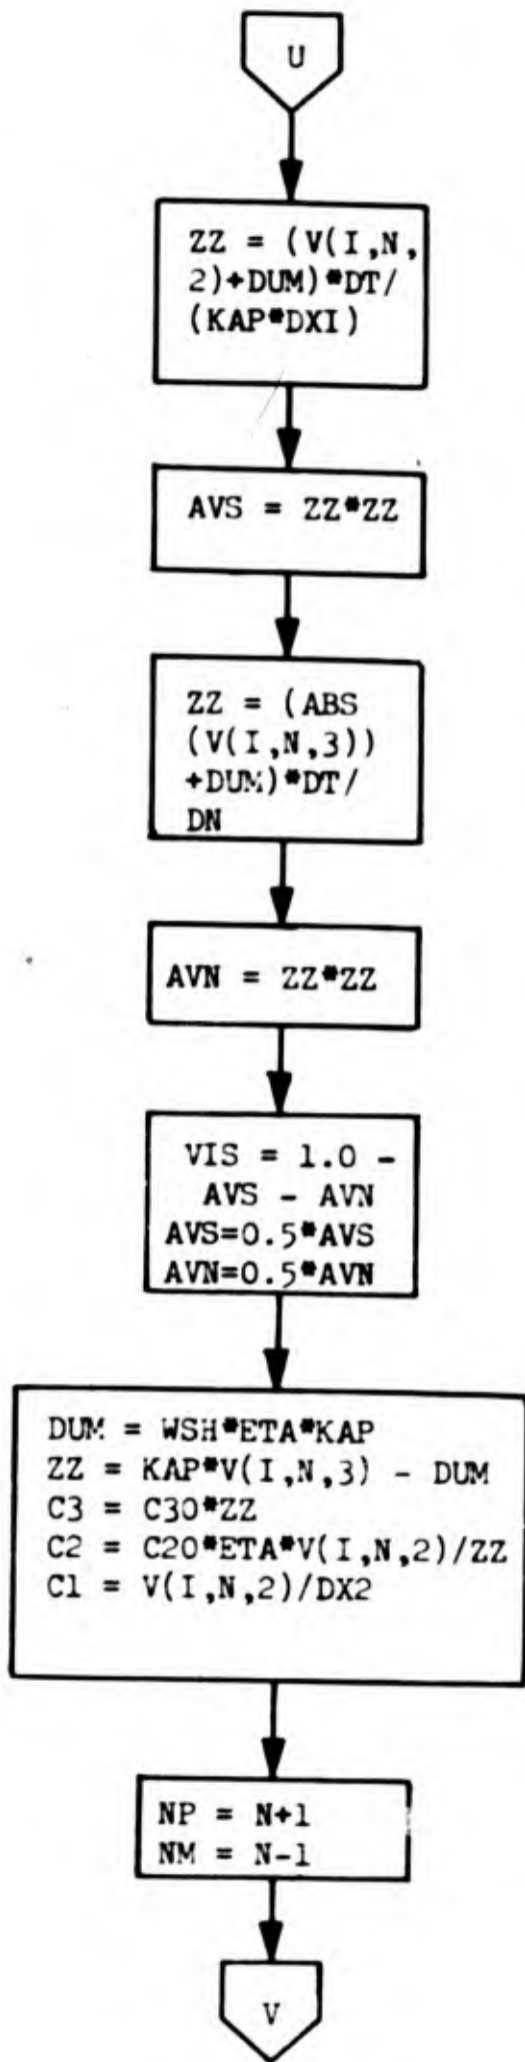 U
ZZ = (V(I,N,
2)+DUM)*DT/
(KAP*DXI)
AVS = ZZ*ZZ
ZZ = (ABS
(V(I,N,3))
+DUM)*DT/
DN
AVN = ZZ*ZZ
VIS = 1.0 -
AVS - AVN
AVS=0.5*AVS
AVN=0.5*AVN
DUM = WSH*ETA*KAP
ZZ = KAP*V(I,N,3) - DUM
C3 = C30*ZZ
C2 = C20*ETA*V(I,N,2)/ZZ
C1 = V(I,N,2)/DX2
NP = N+1
NM = N-1
V